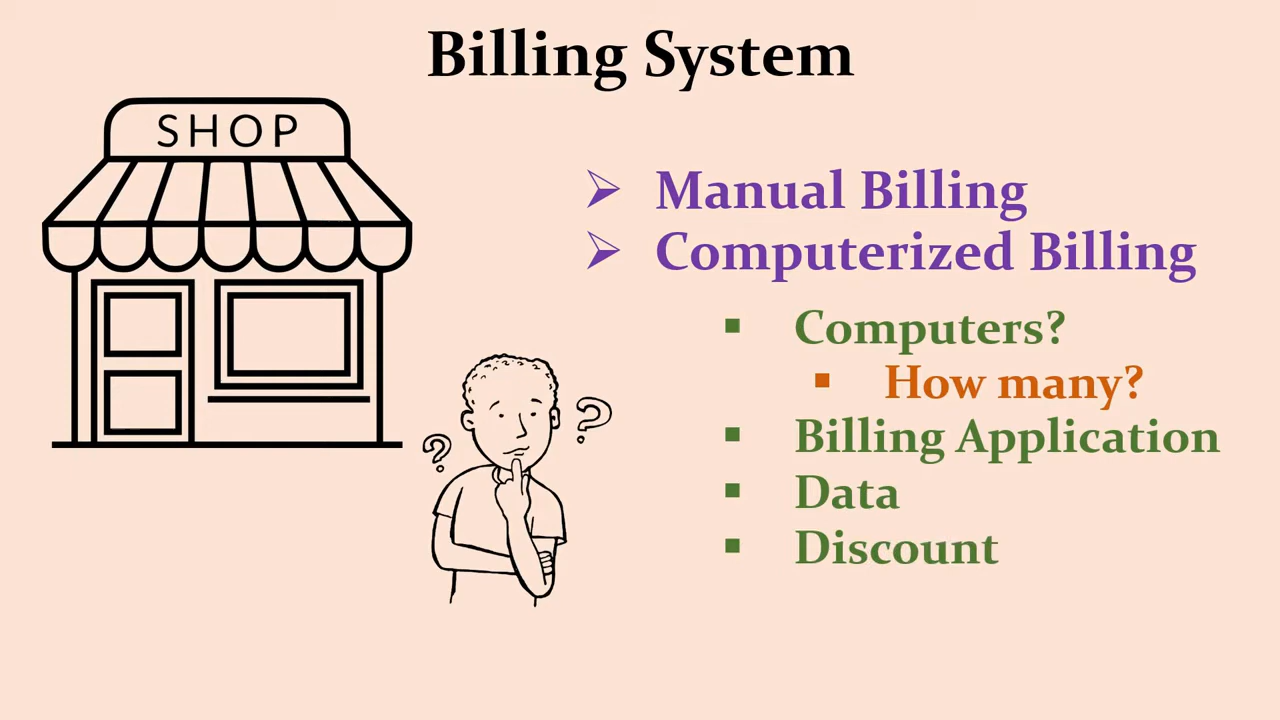 Billing System
SHOP
Manual Billing
Computerized Billing
Computers?
How many?
Billing Application
Data
Discount
? ?